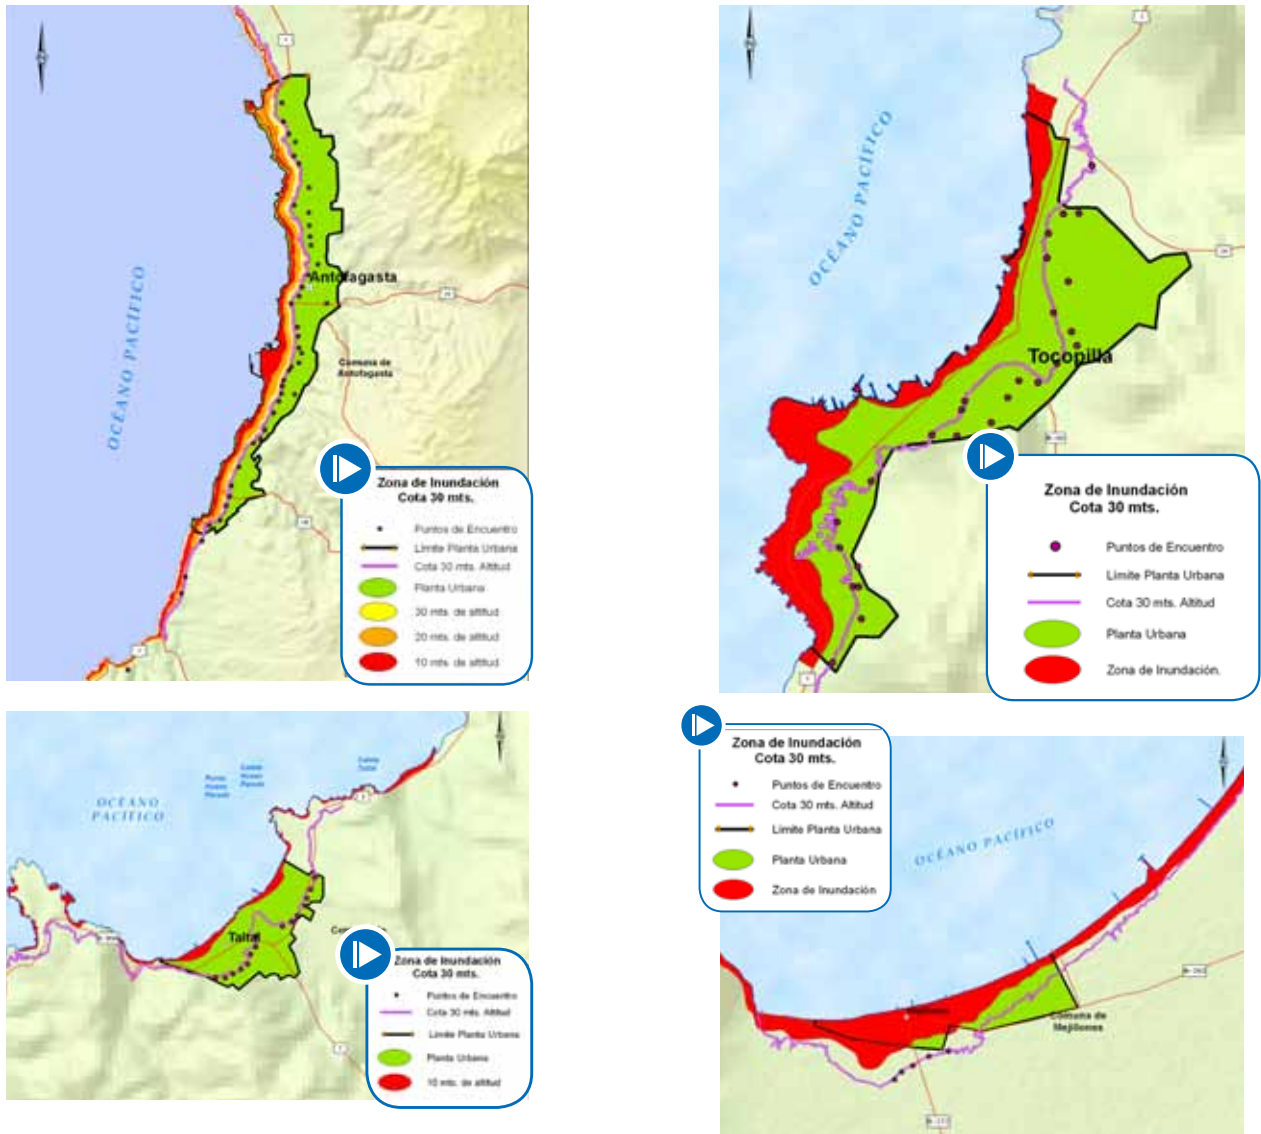 OCÉANO PACÍFICO
Antofagasta
Comuna de
Antofagasta
Zona de Inundación
Cota 30 mts.
Puntos de Encuentro
Limite Planta Urbana
Cota 30 mts. Altitud
Planta Urbana
30 mts. de altitud
20 mts. de altitud
10 mts. de altitud
OCÉANO PACÍFICO
Tocopilla
Zona de Inundación
Cota 30 mts.
Puntos de Encuentro
Limite Planta Urbana
Cota 30 mts. Altitud
Planta Urbana
Zona de Inundación.
OCÉANO
PACÍFICO
Taltal
Zona de Inundación
Cota 30 mts.
Puntos de Encuentro
Cota 30 mts. Altitud
Limite Planta Urbana
Planta Urbana
10 mts. de altitud
Zona de Inundación
Cota 30 mts.
Puntos de Encuentro
Cota 30 mts. Altitud
Limite Planta Urbana
Planta Urbana
Zona de Inundación
OCÉANO PACÍFICO
Comuna de
Mejillones